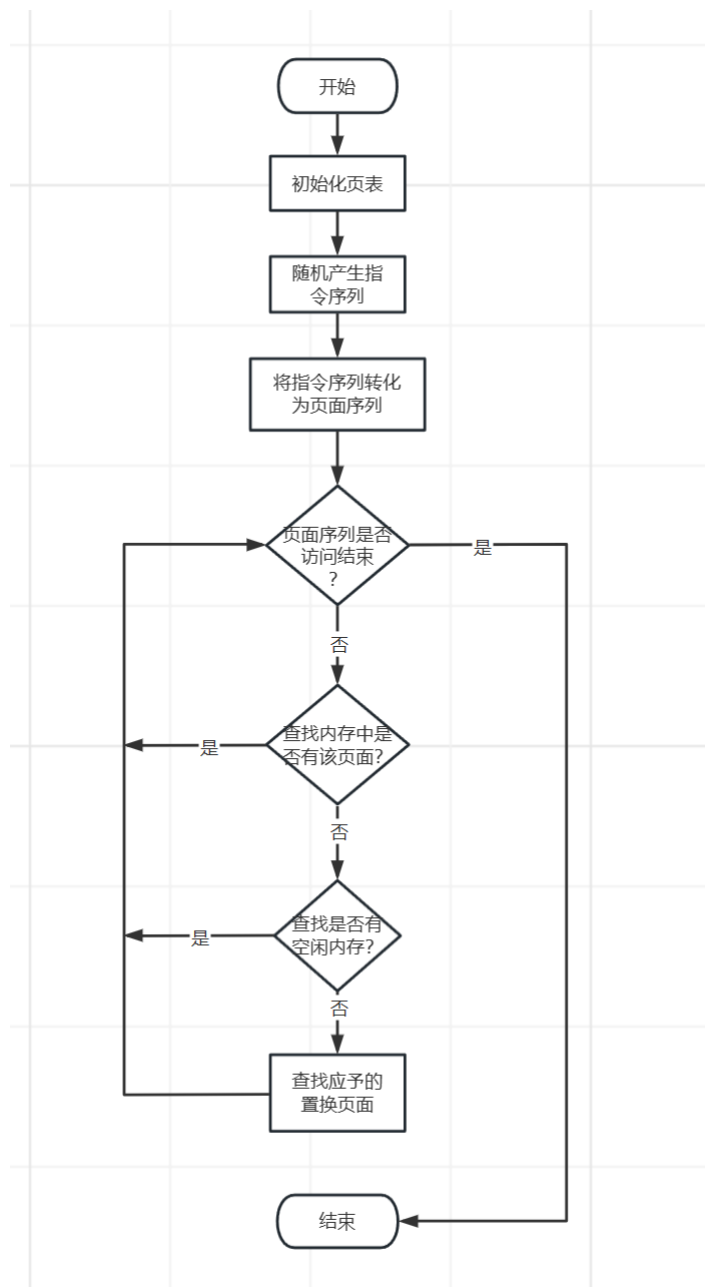 开始
初始化页表
随机产生指
令序列
将指令序列转化
为页面序列
页面序列是否
访问结束
?
是
否
查找内存中是
否有该页面?
是
否
查找是否有
空闲内存?
是
否
查找应予的
置换页面
结束